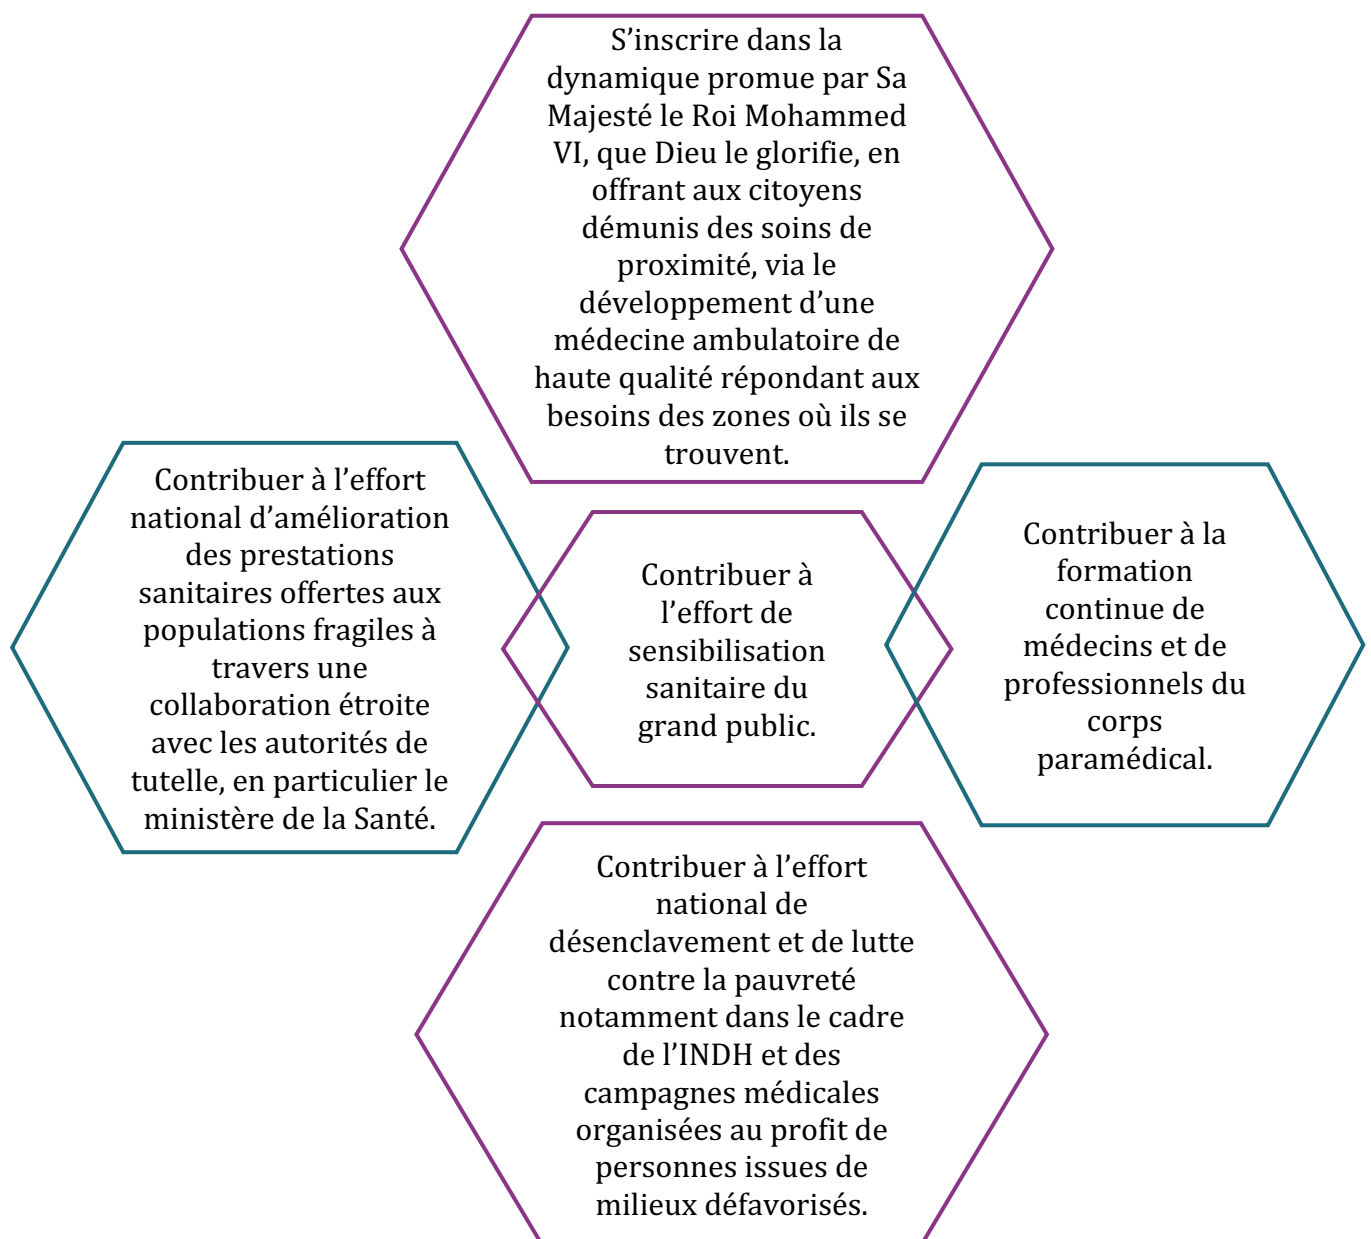 S’inscrire dans la
dynamique promue par Sa
Majesté le Roi Mohammed
VI, que Dieu le glorifie, en
offrant aux citoyens
démunis des soins de
proximité, via le
développement d’une
médecine ambulatoire de
haute qualité répondant aux
besoins des zones où ils se
trouvent.
Contribuer à l’effort
national d’amélioration
des prestations
sanitaires offertes aux
populations fragiles à
travers une
collaboration étroite
avec les autorités de
tutelle, en particulier le
ministère de la Santé.
Contribuer à
l’effort de
sensibilisation
sanitaire du
grand public.
Contribuer à la
formation
continue de
médecins et de
professionnels du
corps
paramédical.
Contribuer à l’effort
national de
désenclavement et de lutte
contre la pauvreté
notamment dans le cadre
de l’INDH et des
campagnes médicales
organisées au profit de
personnes issues de
milieux défavorisés.